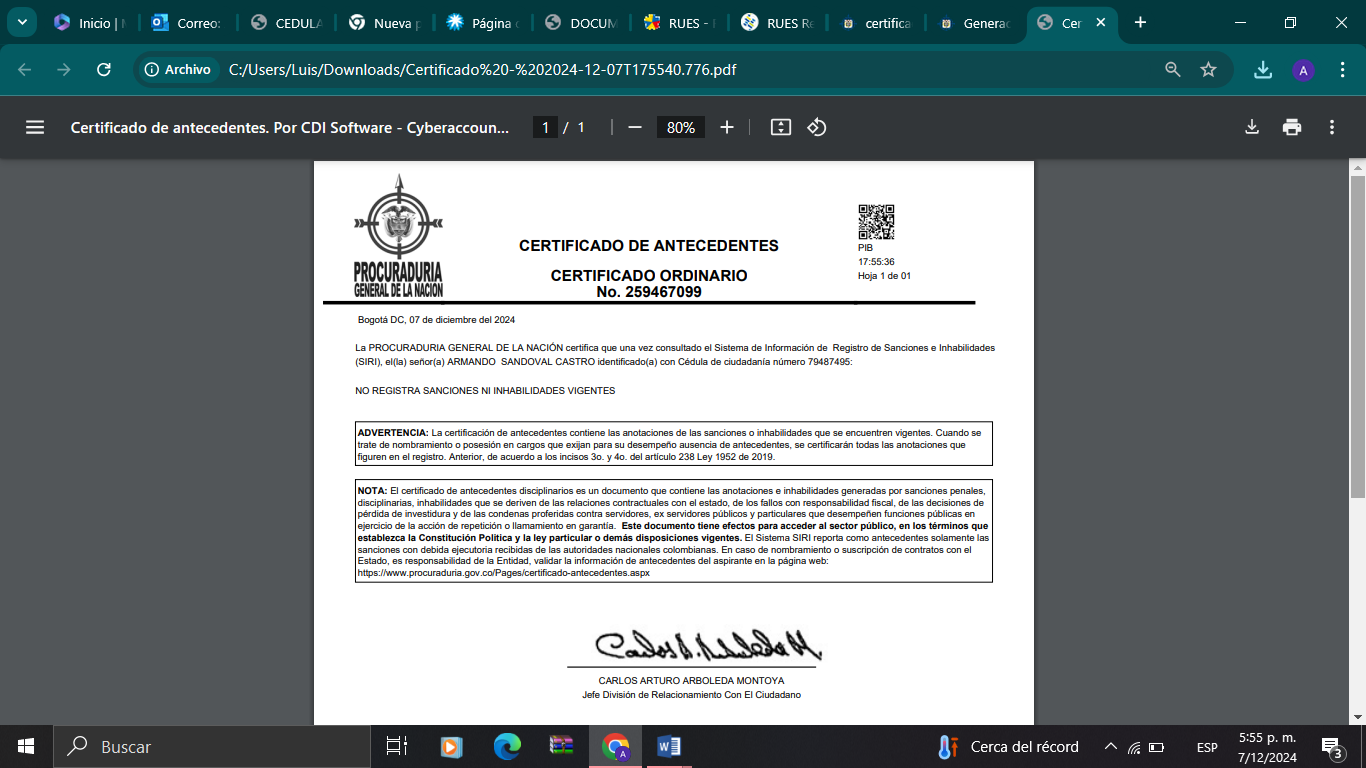 Inicio | M
Correo:
CEDULA
Nueva p
Página d
DOCUM
RUES - 
RUES Re
certifica
Generac
Cer
Archivo
C:/Users/Luis/Downloads/Certificado%20-%202024-12-07T175540.776.pdf
A
Certificado de antecedentes. Por CDI Software - Cyberaccoun...
1 / 1
80%
PROCURADURIA
GENERAL DE LA NACIÓN
CERTIFICADO DE ANTECEDENTES
CERTIFICADO ORDINARIO
No. 259467099
PIB
17:55:36
Hoja 1 de 01
Bogotá DC, 07 de diciembre del 2024
La PROCURADURIA GENERAL DE LA NACIÓN certifica que una vez consultado el Sistema de Información de Registro de Sanciones e Inhabilidades
(SIRI), el(la) señor(a) ARMANDO SANDOVAL CASTRO identificado(a) con Cédula de ciudadanía número 79487495:
NO REGISTRA SANCIONES NI INHABILIDADES VIGENTES
ADVERTENCIA: La certificación de antecedentes contiene las anotaciones de las sanciones o inhabilidades que se encuentren vigentes. Cuando se
trate de nombramiento o posesión en cargos que exijan para su desempeño ausencia de antecedentes, se certificarán todas las anotaciones que
figuren en el registro. Anterior, de acuerdo a los incisos 3o. y 4o. del artículo 238 Ley 1952 de 2019.
NOTA: El certificado de antecedentes disciplinarios es un documento que contiene las anotaciones e inhabilidades generadas por sanciones penales,
disciplinarias, inhabilidades que se deriven de las relaciones contractuales con el estado, de los fallos con responsabilidad fiscal, de las decisiones de
pérdida de investidura y de las condenas proferidas contra servidores, ex servidores públicos y particulares que desempeñen funciones públicas en
ejercicio de la acción de repetición o llamamiento en garantía. Este documento tiene efectos para acceder al sector público, en los términos que
establezca la Constitución Política y la ley particular o demás disposiciones vigentes. El Sistema SIRI reporta como antecedentes solamente las
sanciones con debida ejecutoria recibidas de las autoridades nacionales colombianas. En caso de nombramiento o suscripción de contratos con el
Estado, es responsabilidad de la Entidad, validar la información de antecedentes del aspirante en la página web:
https://www.procuraduria.gov.co/Pages/certificado-antecedentes.aspx
CARLOS ARTURO ARBOLEDA MONTOYA
Jefe División de Relacionamiento Con El Ciudadano
Buscar
A
Cerca del récord
ESP
5:55 p. m.
7/12/2024
3